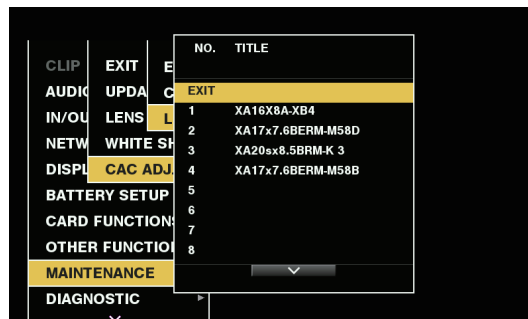 NO. TITLE
EXIT
1 XA16X8A-XB4
2 XA17x7.6BERM-M58D
3 XA20sx8.5BRM-K 3
4 XA17x7.6BERM-M58B
5
6
7
8
CLIP EXIT E
AUDIO UPDA C
IN/OU LENS L
NETW WHITE SH
DISPL CAC ADJ.
BATTERY SETUP
CARD FUNCTIONS
OTHER FUNCTIO
MAINTENANCE
DIAGNOSTIC